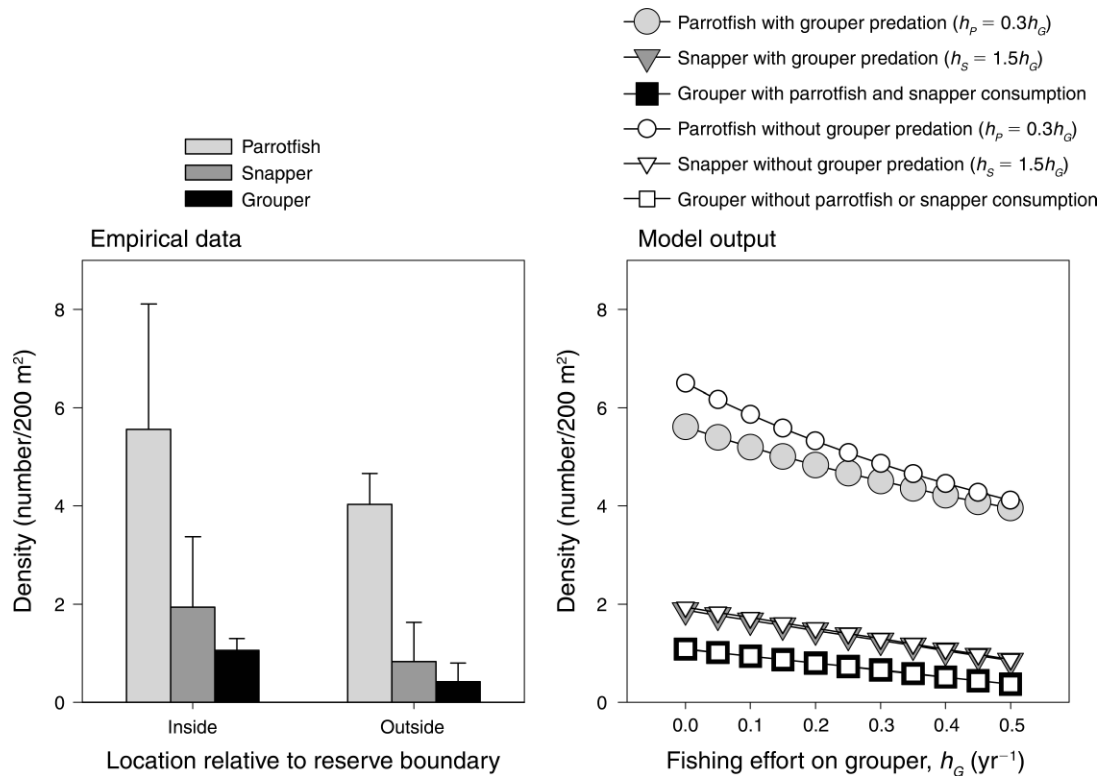 Parrotfish with grouper predation (hP = 0.3hG)
Snapper with grouper predation (hS = 1.5hG)
Grouper with parrotfish and snapper consumption
Parrotfish without grouper predation (hP = 0.3hG)
Snapper without grouper predation (hS = 1.5hG)
Grouper without parrotfish or snapper consumption
Parrotfish
Snapper
Grouper
Empirical data
8
6
4
2
0
Density (number/200 m²)
Inside
Outside
Location relative to reserve boundary
Model output
8
6
4
2
0
Density (number/200 m²)
0.0
0.1
0.2
0.3
0.4
0.5
Fishing effort on grouper, hG (yr⁻¹)